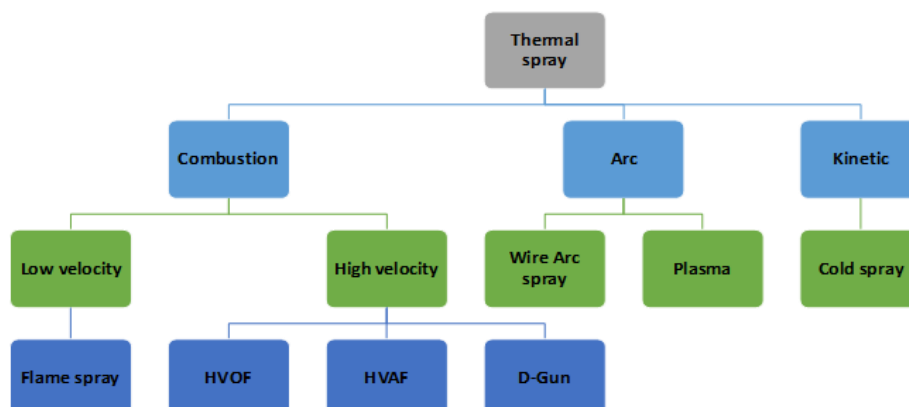 Thermal
spray
Combustion
Arc
Kinetic
Low velocity
High velocity
Wire Arc
spray
Plasma
Cold spray
Flame spray
HVOF
HVAF
D-Gun